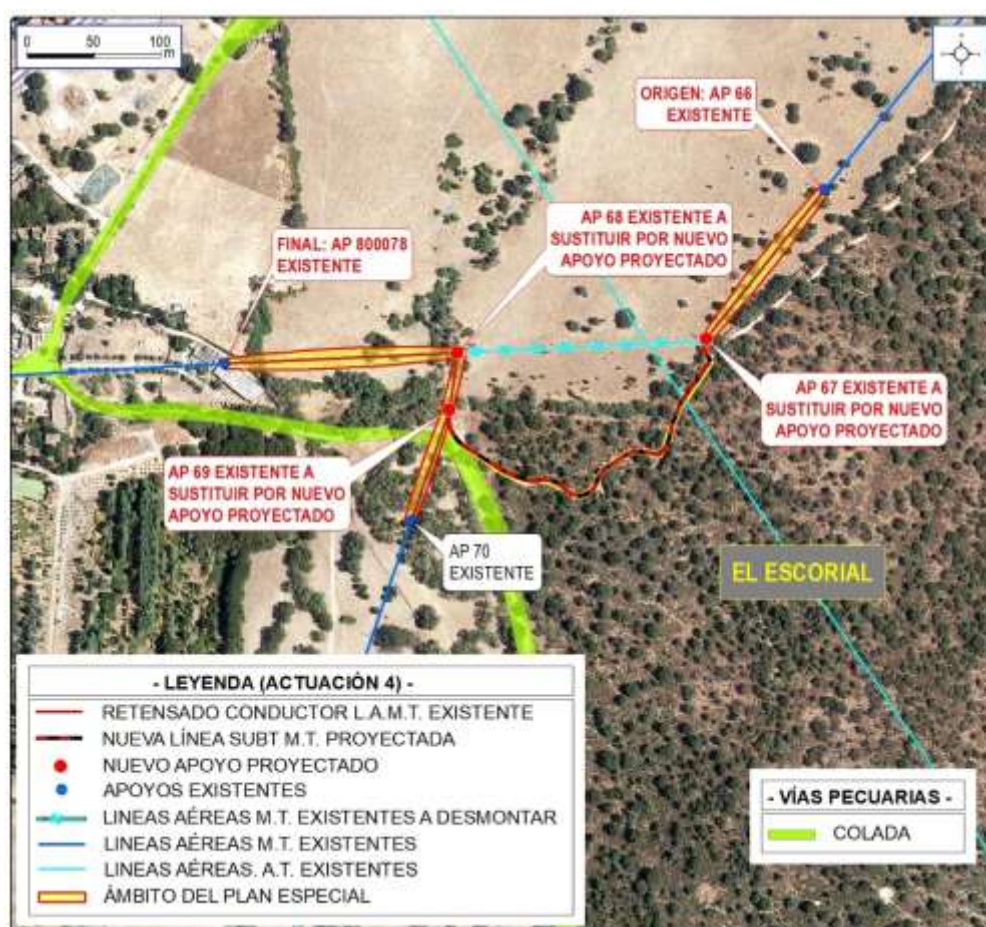 0 50 100
m
ORIGEN: AP 66
EXISTENTE
AP 68 EXISTENTE A
SUSTITUIR POR NUEVO
APOYO PROYECTADO
FINAL: AP 800078
EXISTENTE
AP 67 EXISTENTE A
SUSTITUIR POR NUEVO
APOYO PROYECTADO
AP 69 EXISTENTE A
SUSTITUIR POR NUEVO
APOYO PROYECTADO
AP 70
EXISTENTE
EL ESCORIAL
- LEYENDA (ACTUACIÓN 4) -
RETENSADO CONDUCTOR L.A.M.T. EXISTENTE
NUEVA LÍNEA SUBT M.T. PROYECTADA
NUEVO APOYO PROYECTADO
APOYOS EXISTENTES
LINEAS AÉREAS M.T. EXISTENTES A DESMONTAR
LINEAS AÉREAS M.T. EXISTENTES
LINEAS AÉREAS. A.T. EXISTENTES
ÁMBITO DEL PLAN ESPECIAL
- VÍAS PECUARIAS -
COLADA